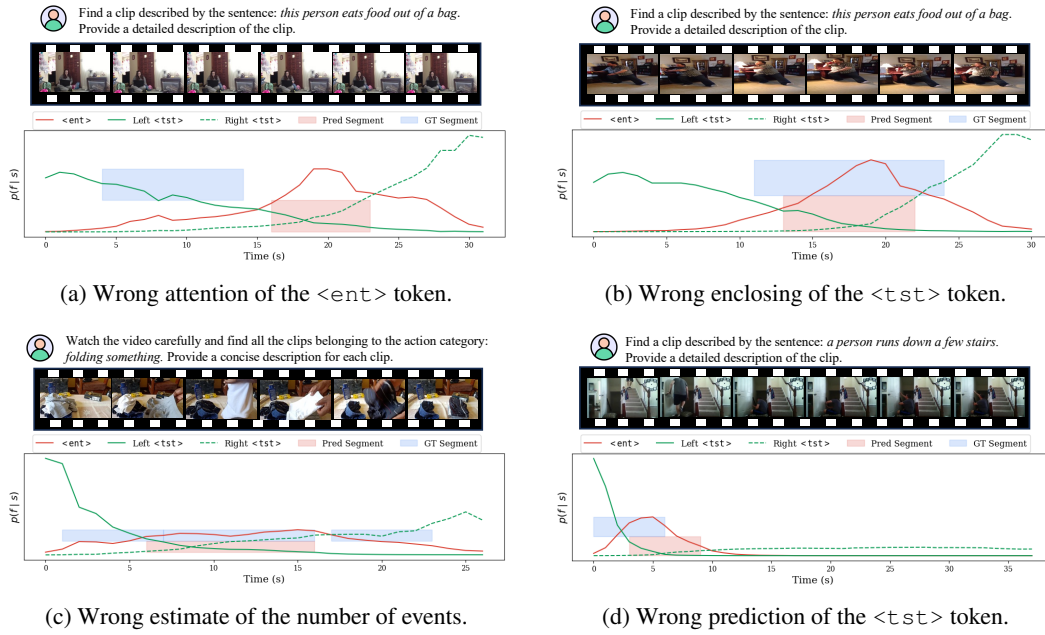 Find a clip described by the sentence: this person eats food out of a bag.
Provide a detailed description of the clip.
<ent> Left <tst> Right <tst> Pred Segment GT Segment
p(f | s)
0 5 10 15 20 25 30
Time (s)
(a) Wrong attention of the <ent> token.
Find a clip described by the sentence: this person eats food out of a bag.
Provide a detailed description of the clip.
<ent> Left <tst> Right <tst> Pred Segment GT Segment
p(f | s)
0 5 10 15 20 25 30
Time (s)
(b) Wrong enclosing of the <tst> token.
Watch the video carefully and find all the clips belonging to the action category:
folding something. Provide a concise description for each clip.
<ent> Left <tst> Right <tst> Pred Segment GT Segment
p(f | s)
0 5 10 15 20 25
Time (s)
(c) Wrong estimate of the number of events.
Find a clip described by the sentence: a person runs down a few stairs.
Provide a detailed description of the clip.
<ent> Left <tst> Right <tst> Pred Segment GT Segment
p(f | s)
0 5 10 15 20 25 30 35
Time (s)
(d) Wrong prediction of the <tst> token.